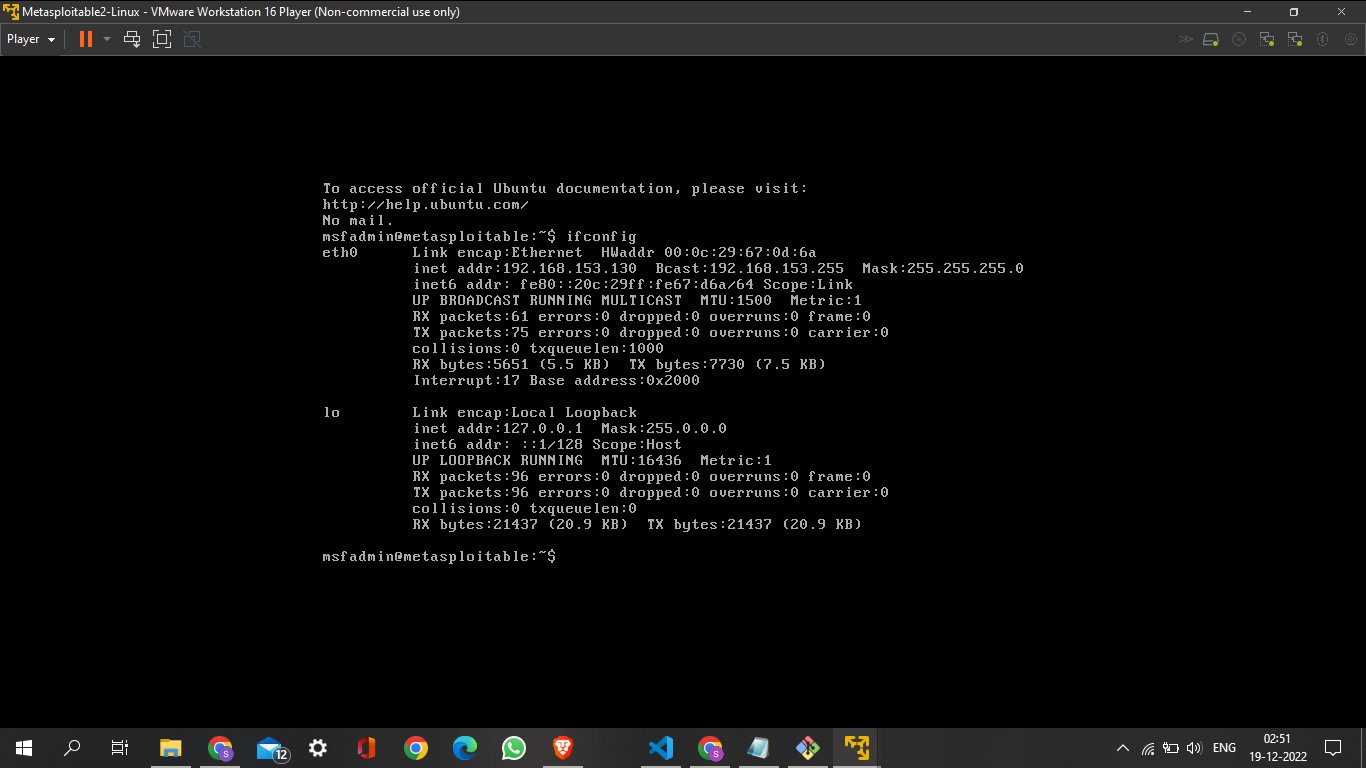 Metasploitable2-Linux - VMware Workstation 16 Player (Non-commercial use only)
Player
To access official Ubuntu documentation, please visit:
http://help.ubuntu.com/
No mail.
msfadmin@metasploitable:~$ ifconfig
eth0      Link encap:Ethernet  HWaddr 00:0c:29:67:0d:6a
          inet addr:192.168.153.130  Bcast:192.168.153.255  Mask:255.255.255.0
          inet6 addr: fe80::20c:29ff:fe67:d6a/64 Scope:Link
          UP BROADCAST RUNNING MULTICAST  MTU:1500  Metric:1
          RX packets:61 errors:0 dropped:0 overruns:0 frame:0
          TX packets:75 errors:0 dropped:0 overruns:0 carrier:0
          collisions:0 txqueuelen:1000
          RX bytes:5651 (5.5 KB)  TX bytes:7730 (7.5 KB)
          Interrupt:17 Base address:0x2000
lo        Link encap:Local Loopback
          inet addr:127.0.0.1  Mask:255.0.0.0
          inet6 addr: ::1/128 Scope:Host
          UP LOOPBACK RUNNING  MTU:16436  Metric:1
          RX packets:96 errors:0 dropped:0 overruns:0 frame:0
          TX packets:96 errors:0 dropped:0 overruns:0 carrier:0
          collisions:0 txqueuelen:0
          RX bytes:21437 (20.9 KB)  TX bytes:21437 (20.9 KB)
msfadmin@metasploitable:~$
S
12
S
ENG
02:51
19-12-2022